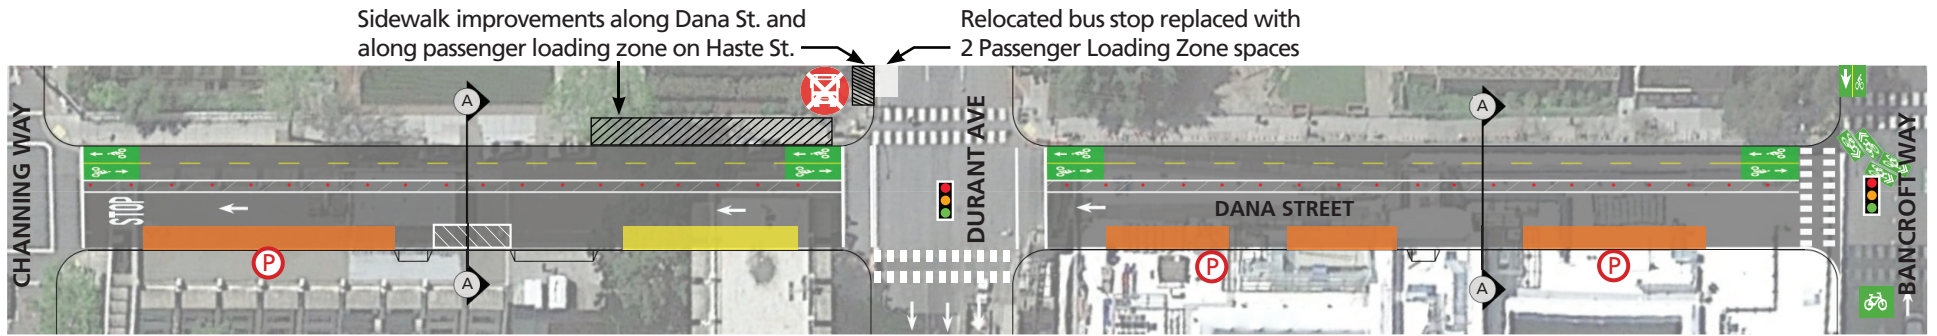 Sidewalk improvements along Dana St. and
along passenger loading zone on Haste St.
Relocated bus stop replaced with
2 Passenger Loading Zone spaces
CHANNING WAY
A
A
STOP
P
DURANT AVE
DANA STREET
A
A
P
P
BANCROFT WAY